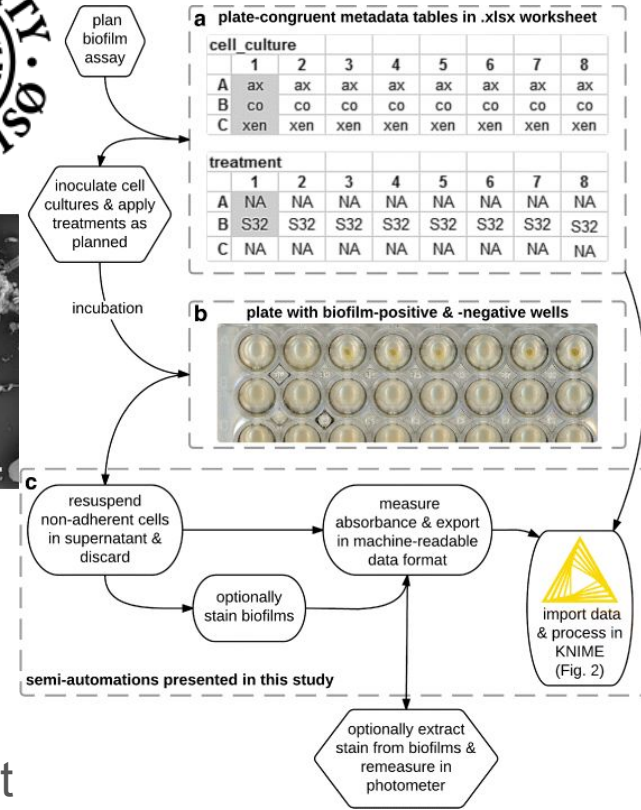 plan
biofilm
assay
a plate-congruent metadata tables in .xlsx worksheet
cell_culture
1 2 3 4 5 6 7 8
A ax ax ax ax ax ax ax ax
B co co co co co co co co
C xen xen xen xen xen xen xen xen
treatment
1 2 3 4 5 6 7 8
A NA NA NA NA NA NA NA NA
B S32 S32 S32 S32 S32 S32 S32 S32
C NA NA NA NA NA NA NA NA
inoculate cell
cultures & apply
treatments as
planned
incubation
b plate with biofilm-positive & -negative wells
c
resuspend
non-adherent cells
in supernatant &
discard
measure
absorbance & export
in machine-readable
data format
optionally
stain biofilms
import data
& process in
KNIME
(Fig. 2)
semi-automations presented in this study
optionally extract
stain from biofilms &
remeasure in
photometer
t